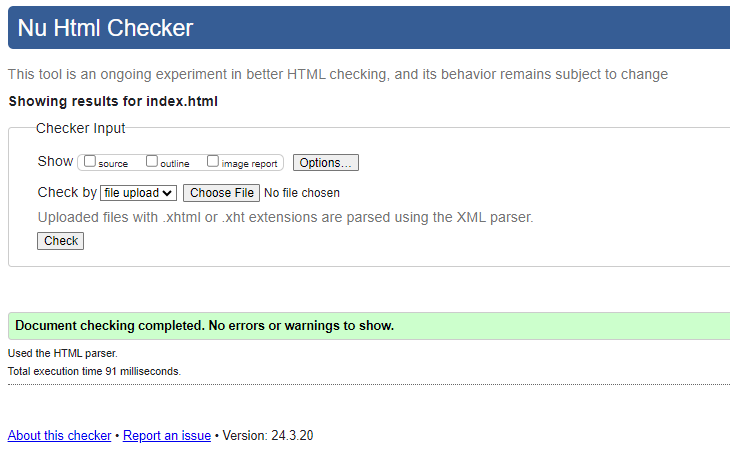 Nu Html Checker
This tool is an ongoing experiment in better HTML checking, and its behavior remains subject to change
Showing results for index.html
Checker Input
Show source outline image report Options...
Check by file upload Choose File No file chosen
Uploaded files with .xhtml or .xht extensions are parsed using the XML parser.
Check
Document checking completed. No errors or warnings to show.
Used the HTML parser.
Total execution time 91 milliseconds.
About this checker • Report an issue • Version: 24.3.20